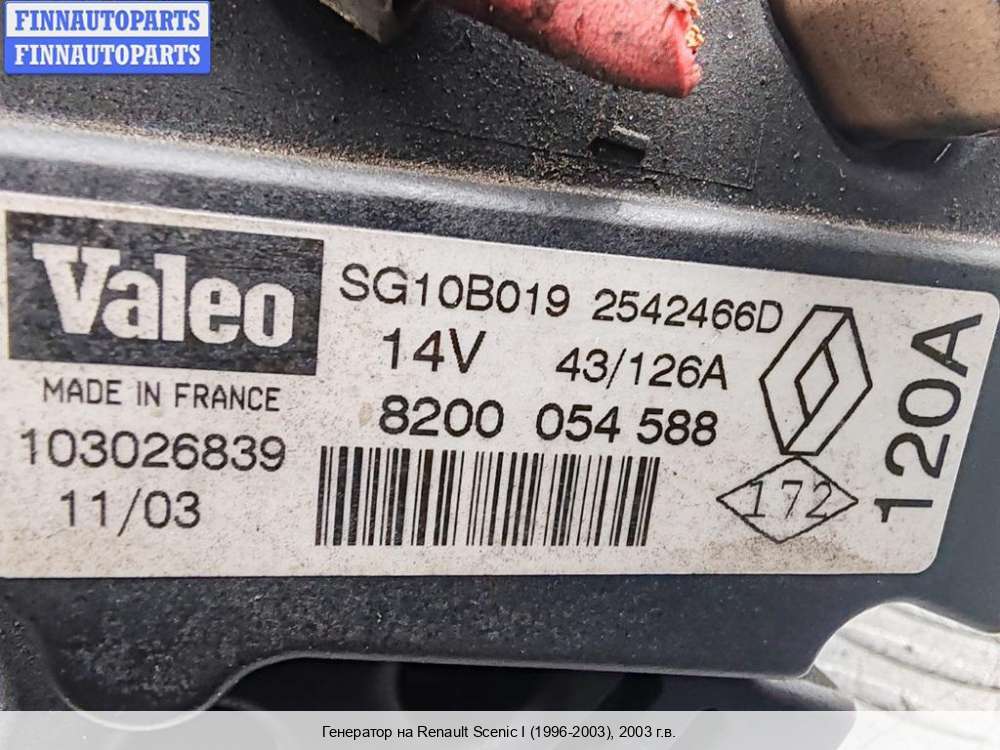 FINNAUTOPARTS
FINNAUTOPARTS
Valeo
MADE IN FRANCE
103026839
11/03
SG10B019 2542466D
14V 43/126A
8200 054 588
172
120A
Генератор на Renault Scenic I (1996-2003), 2003 г.в.